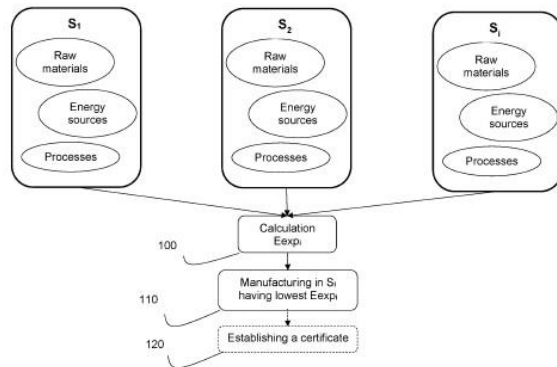 S₁
Raw
materials
Energy
sources
Processes
S₂
Raw
materials
Energy
sources
Processes
Sᵢ
Raw
materials
Energy
sources
Processes
Calculation
Eexpᵢ
100
Manufacturing in Sᵢ
having lowest Eexpᵢ
110
Establishing a certificate
120